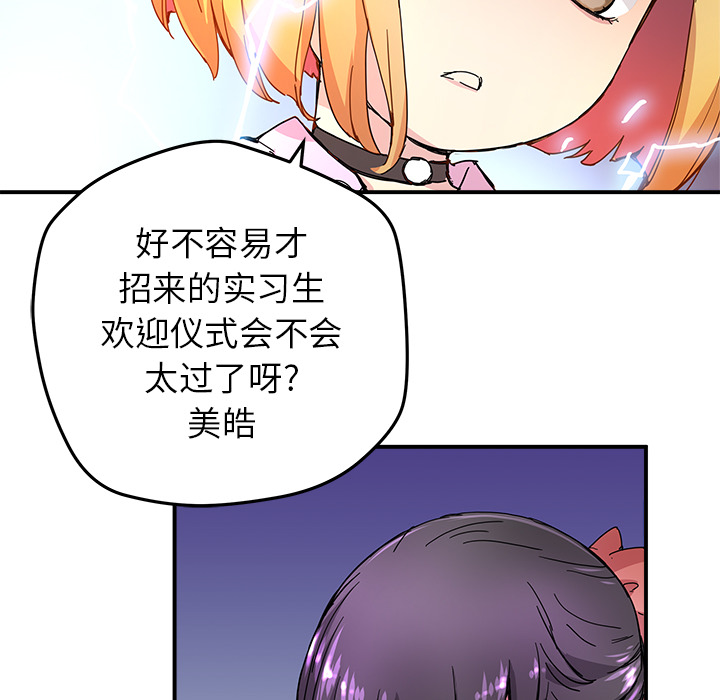 好不容易才
招来的实习生
欢迎仪式会不会
太过了呀?
美皓